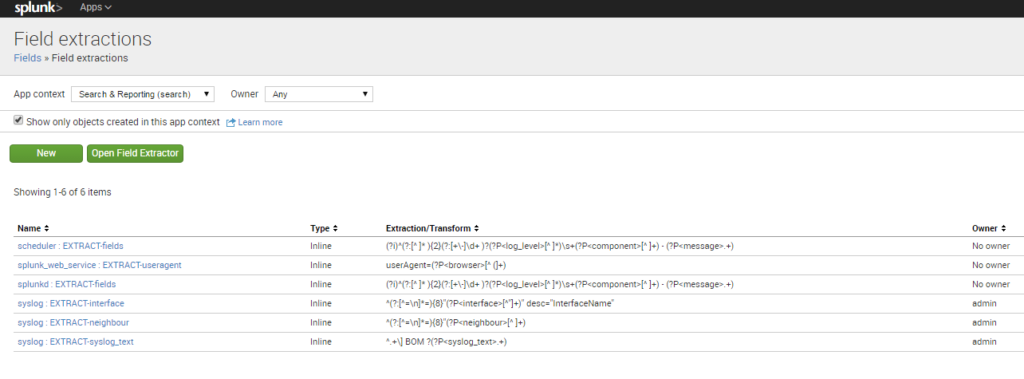 splunk> Apps
Field extractions
Fields » Field extractions
App context Search & Reporting (search) Owner Any
Show only objects created in this app context Learn more
New Open Field Extractor
Showing 1-6 of 6 items
Name Type Extraction/Transform Owner
scheduler : EXTRACT-fields Inline (?i)^(?:[^ ]* ){2}(?:[+\-]\d+ )?(?P<log_level>[^ ]*)\s+(?P<component>[^ ]+) - (?P<message>.+) No owner
splunk_web_service : EXTRACT-useragent Inline userAgent=(?P<browser>[^ (]+) No owner
splunkd : EXTRACT-fields Inline (?i)^(?:[^ ]* ){2}(?:[+\-]\d+ )?(?P<log_level>[^ ]*)\s+(?P<component>[^ ]+) - (?P<message>.+) No owner
syslog : EXTRACT-interface Inline ^(?:[^=\n]*=){8}"(?P<interface>[^"]+)" desc="InterfaceName" admin
syslog : EXTRACT-neighbour Inline ^(?:[^=\n]*=){8}"(?P<neighbour>[^ ]+) admin
syslog : EXTRACT-syslog_text Inline ^.+\] BOM ?(?P<syslog_text>.+) admin